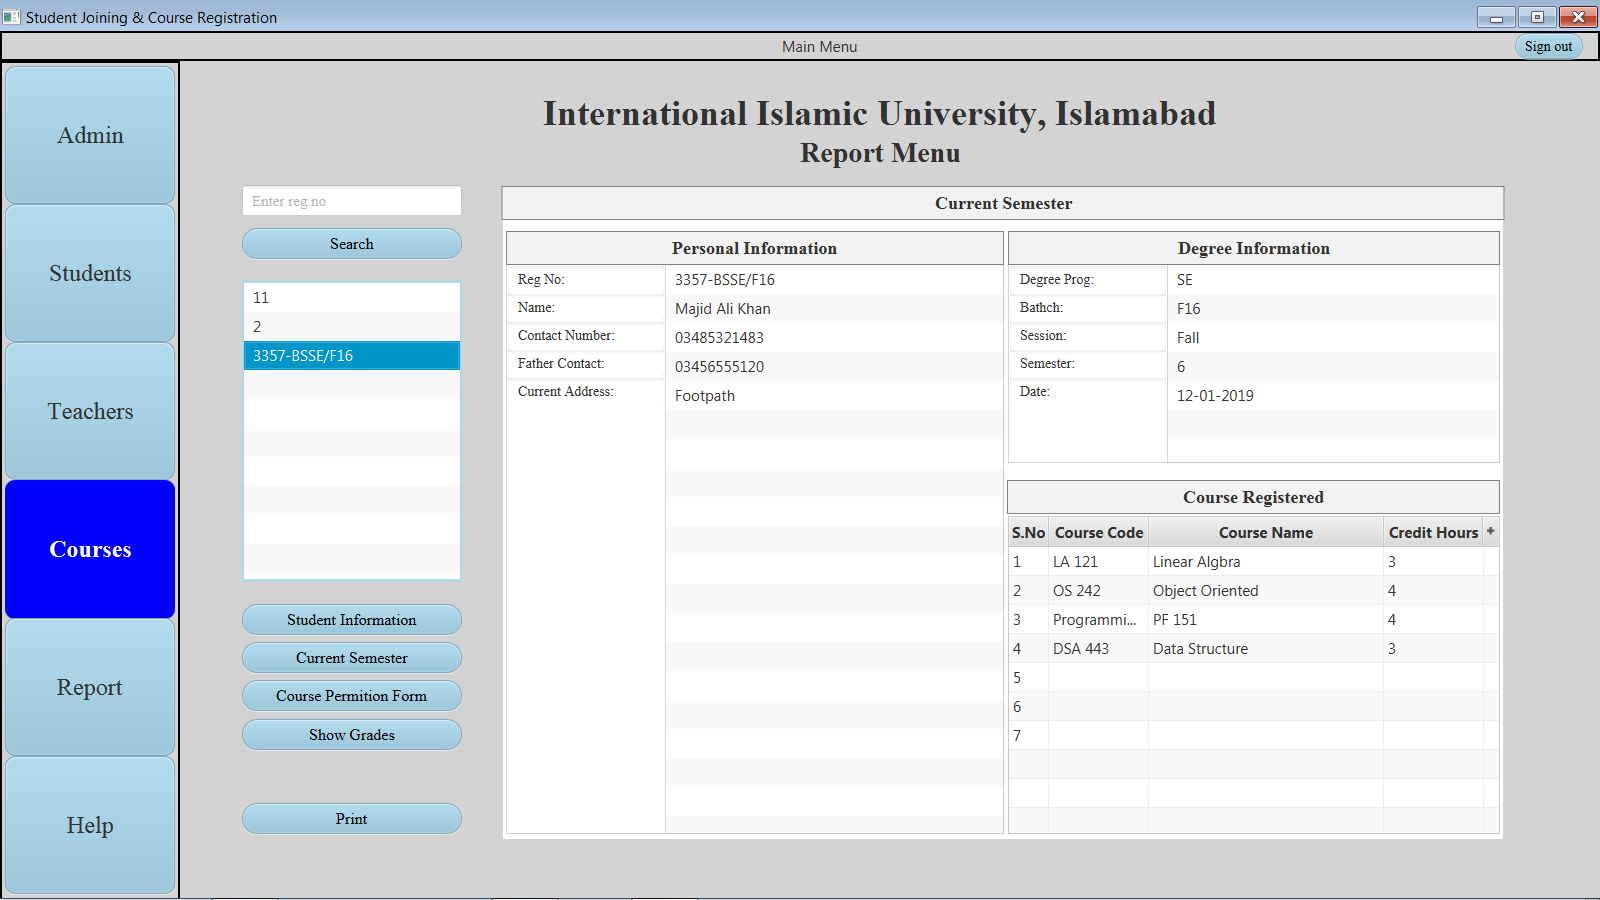 Student Joining & Course Registration
Main Menu
Sign out
Admin
Students
Teachers
Courses
Report
Help
International Islamic University, Islamabad
Report Menu
Enter reg no
Search
11
2
3357-BSSE/F16
Student Information
Current Semester
Course Permition Form
Show Grades
Print
Current Semester
Personal Information
Reg No: 3357-BSSE/F16
Name: Majid Ali Khan
Contact Number: 03485321483
Father Contact: 03456555120
Current Address: Footpath
Degree Information
Degree Prog: SE
Bathch: F16
Session: Fall
Semester: 6
Date: 12-01-2019
Course Registered
S.No Course Code Course Name Credit Hours +
1 LA 121 Linear Algbra 3
2 OS 242 Object Oriented 4
3 Programmi... PF 151 4
4 DSA 443 Data Structure 3
5
6
7